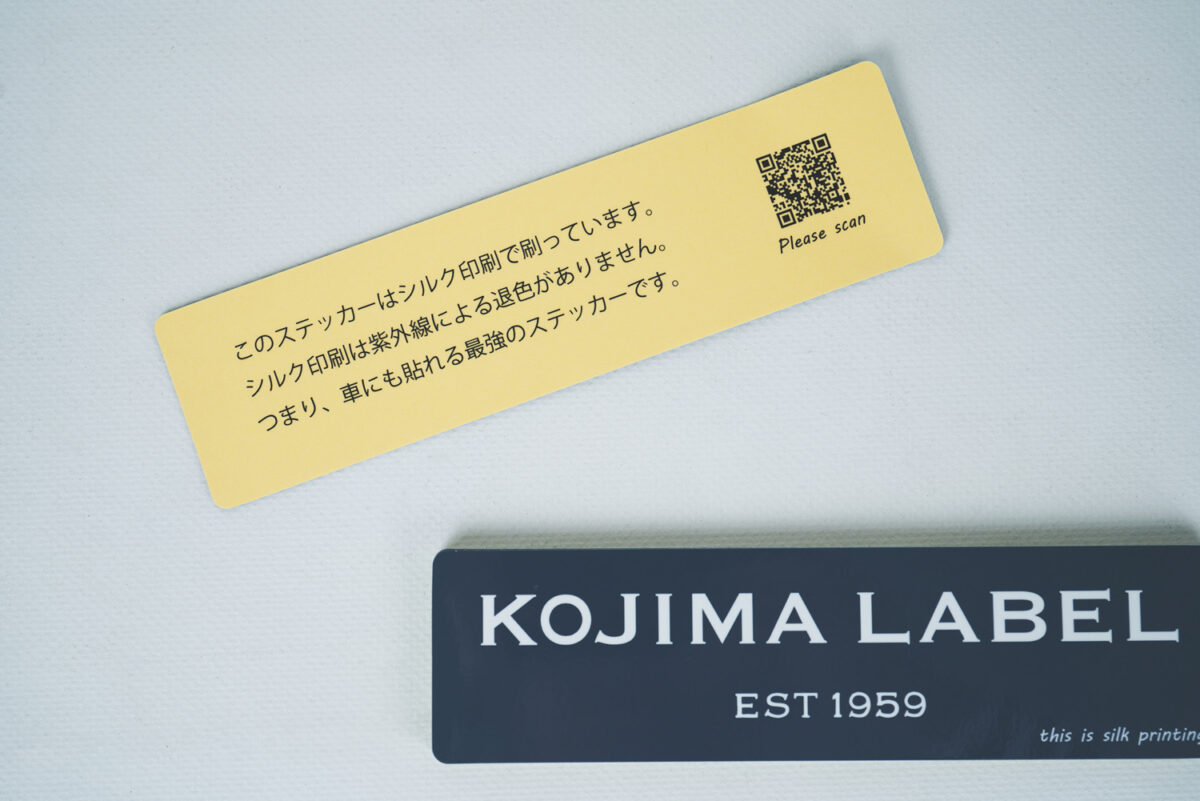 このステッカーはシルク印刷で刷っています。
シルク印刷は紫外線による退色がありません。
つまり、車にも貼れる最強のステッカーです。
Please scan
KOJIMA LABEL
EST 1959
this is silk printing